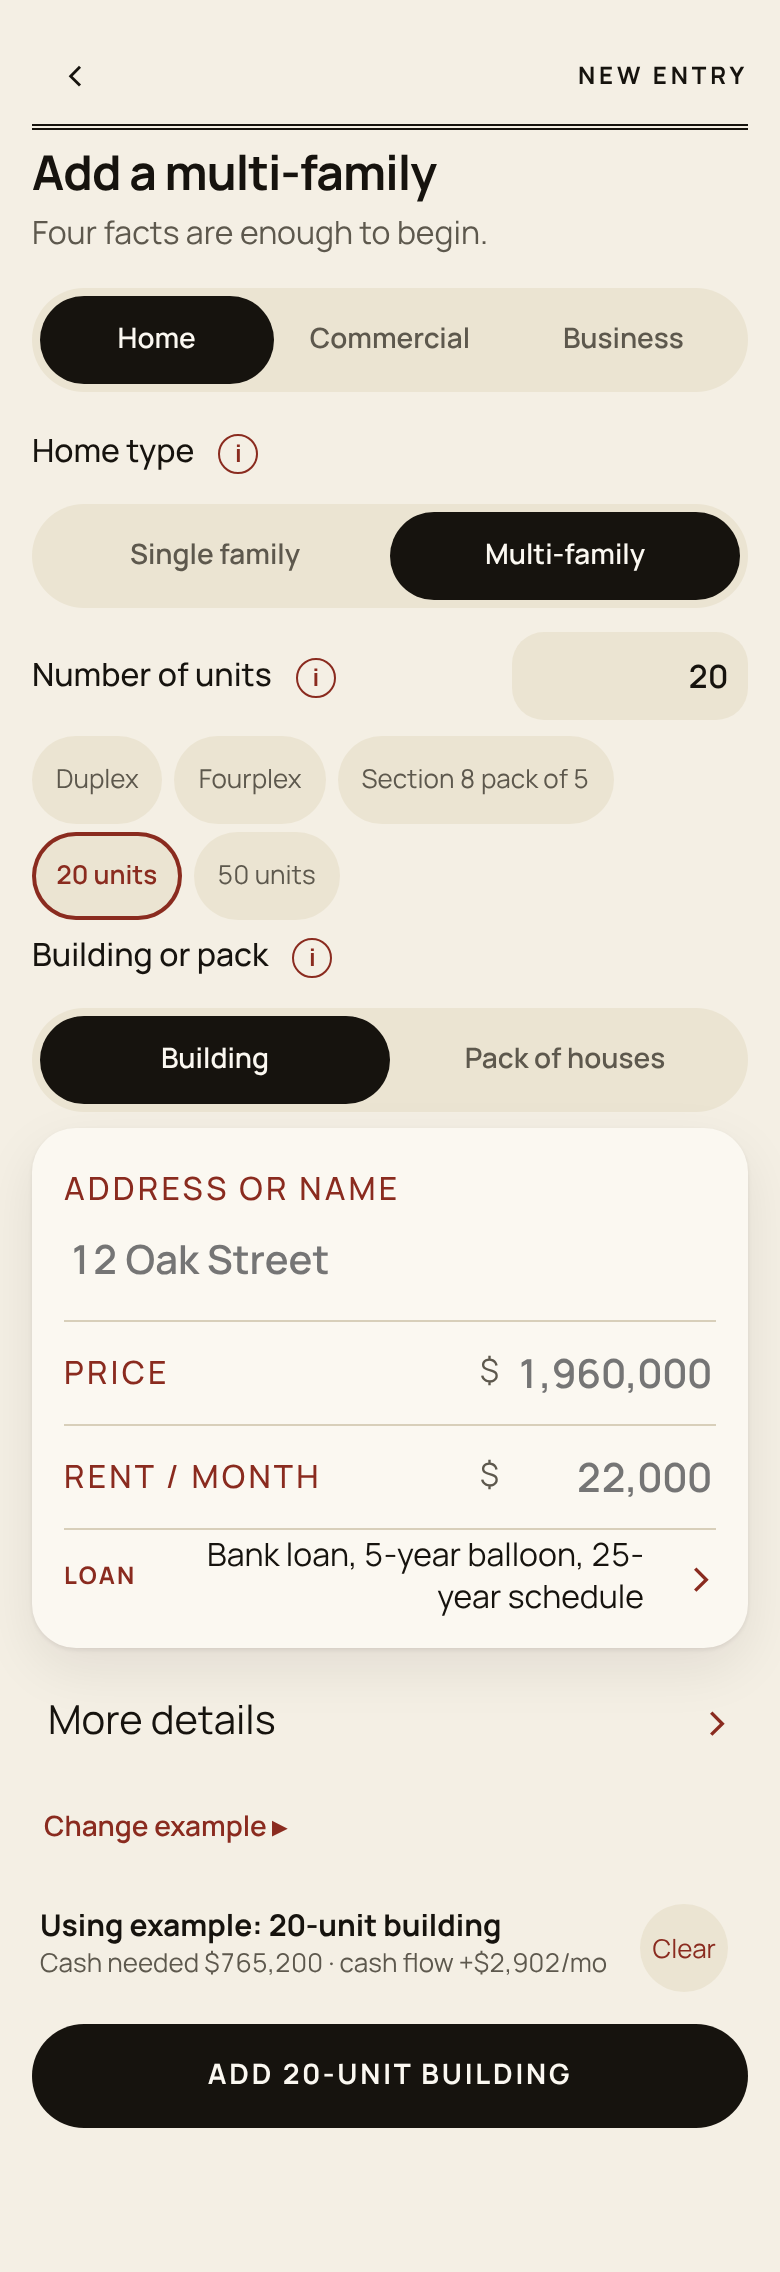 NEW ENTRY
Add a multi-family
Four facts are enough to begin.
Home Commercial Business
Home type i
Single family Multi-family
Number of units i 20
Duplex Fourplex Section 8 pack of 5
20 units 50 units
Building or pack i
Building Pack of houses
ADDRESS OR NAME
12 Oak Street
PRICE $ 1,960,000
RENT / MONTH $ 22,000
LOAN Bank loan, 5-year balloon, 25-
year schedule
More details
Change example ▸
Using example: 20-unit building
Cash needed $765,200 · cash flow +$2,902/mo
Clear
ADD 20-UNIT BUILDING